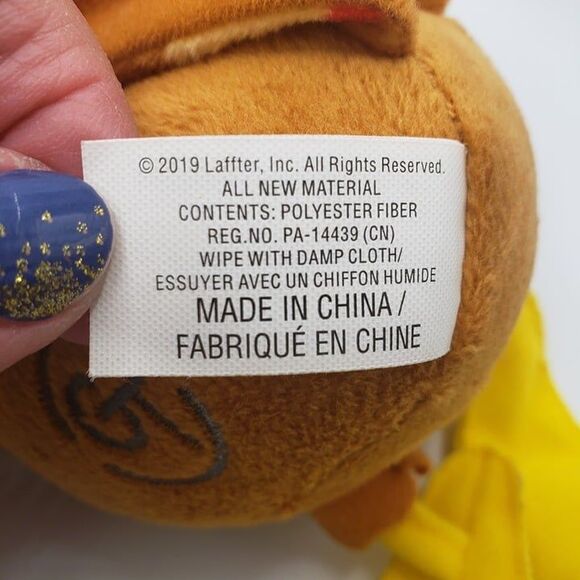 © 2019 Laffter, Inc. All Rights Reserved.
ALL NEW MATERIAL
CONTENTS: POLYESTER FIBER
REG.NO. PA-14439 (CN)
WIPE WITH DAMP CLOTH/
ESSUYER AVEC UN CHIFFON HUMIDE
MADE IN CHINA /
FABRIQUÉ EN CHINE